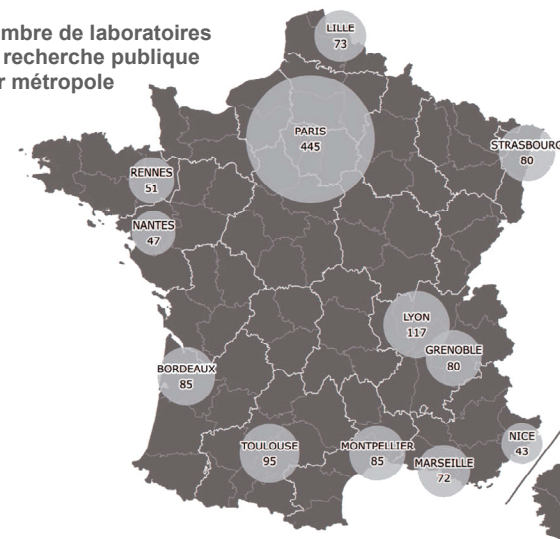 mbre de laboratoires
recherche publique
r métropole
LILLE
73
PARIS
445
STRASBOURG
80
RENNES
51
NANTES
47
LYON
117
GRENOBLE
80
BORDEAUX
85
TOULOUSE
95
MONTPELLIER
85
MARSEILLE
72
NICE
43